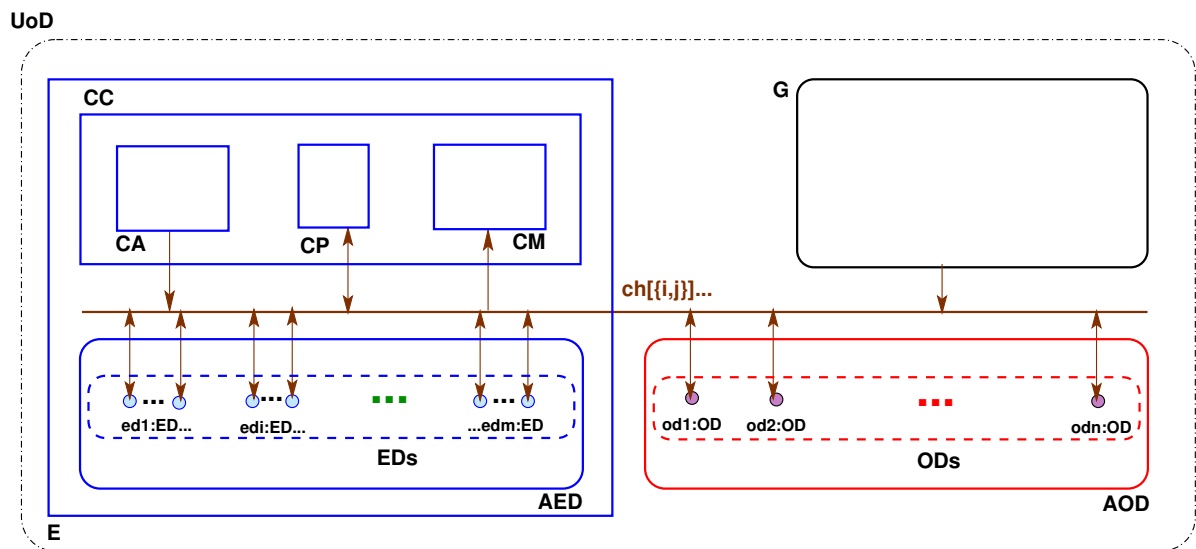 UoD
CC
G
CA
CP
CM
ch[{i,j}]...
... ... ... ... ...
ed1:ED... edi:ED... ...edm:ED
od1:OD od2:OD odn:OD
EDs
ODs
AED
AOD
E